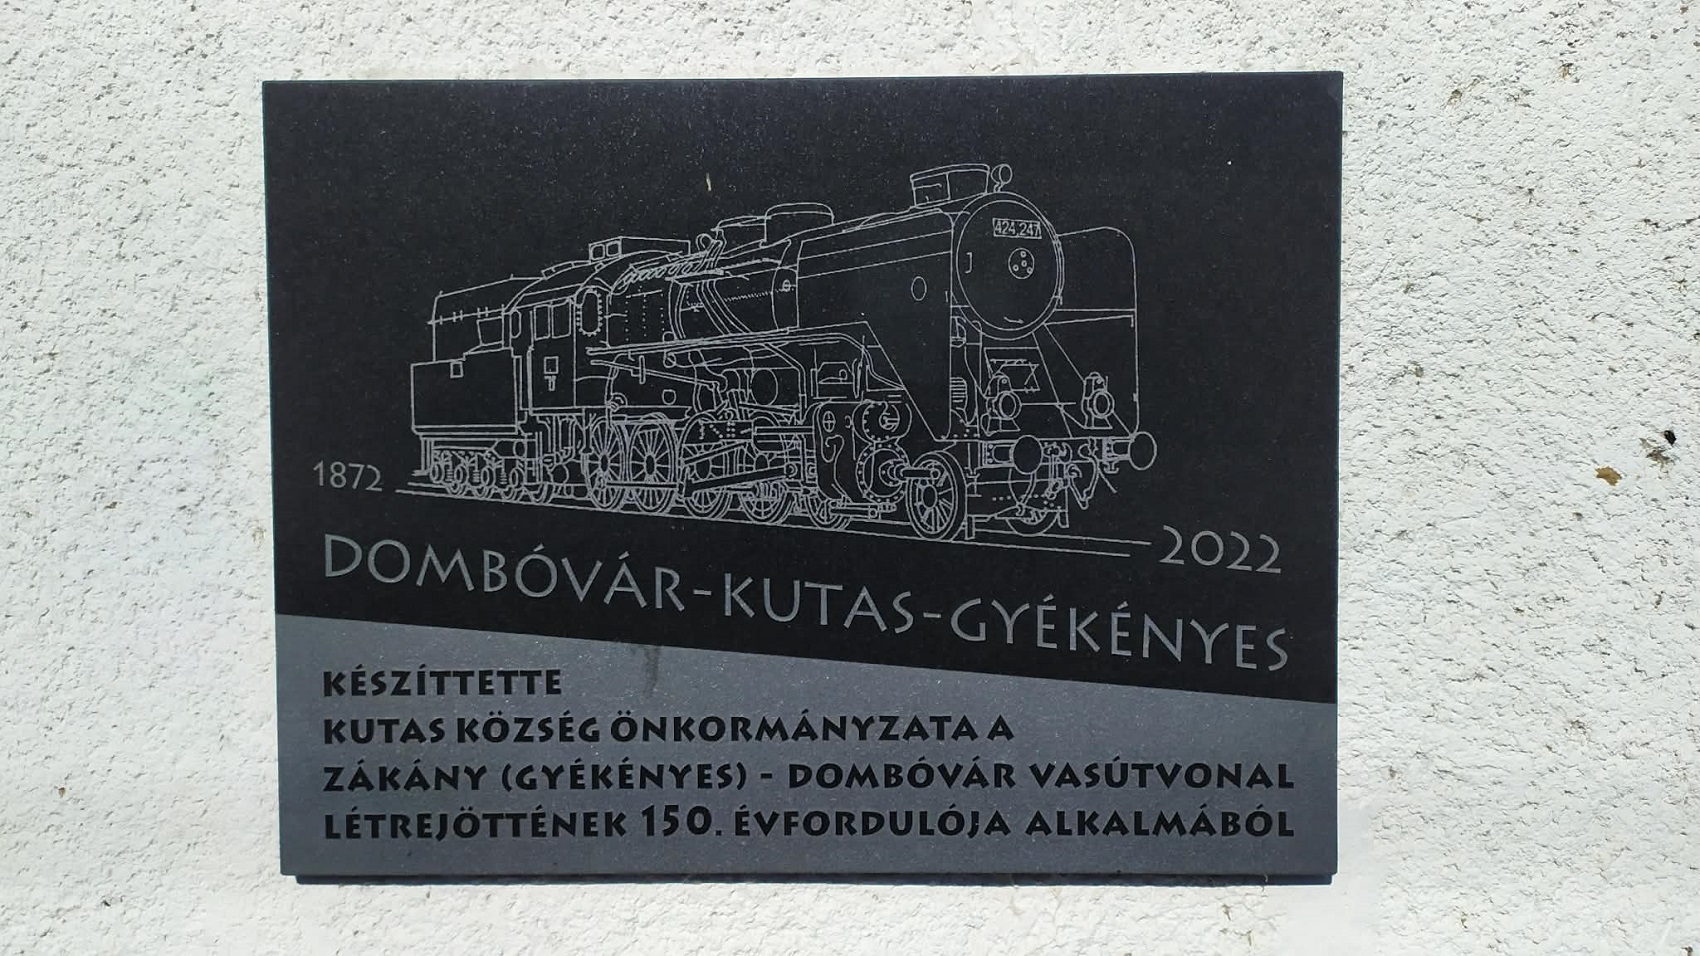 424,247
1872
2022
DOMBÓVÁR-KUTAS-GYÉKÉNYES
KÉSZÍTTETTE
KUTAS KÖZSÉG ÖNKORMÁNYZATA A
ZÁKÁNY (GYÉKÉNYES) - DOMBÓVÁR VASÚTVONAL
LÉTREJÖTTÉNEK 150. ÉVFORDULÓJA ALKALMÁBÓL